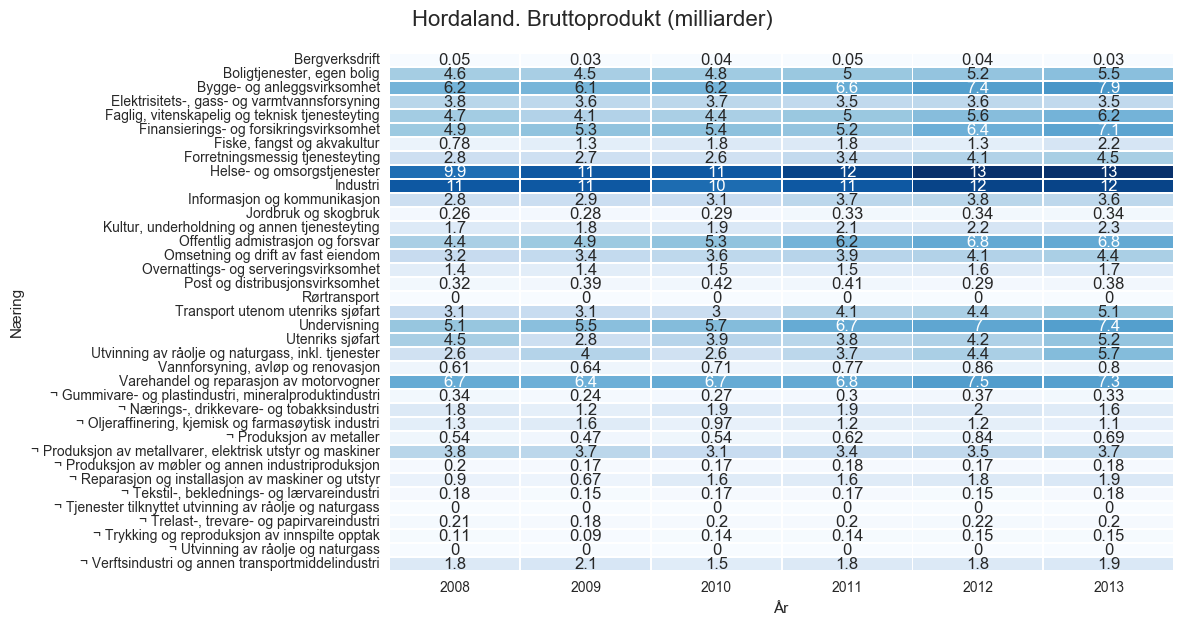 Hordaland. Bruttoprodukt (milliarder)
Bergverksdrift 0.05 0.03 0.04 0.05 0.04 0.03
Boligtjenester, egen bolig 4.6 4.5 4.8 5 5.2 5.5
Bygge- og anleggsvirksomhet 6.2 6.1 6.2 6.6 7.4 7.9
Elektrisitets-, gass- og varmtvannsforsyning 3.8 3.6 3.7 3.5 3.6 3.5
Faglig, vitenskapelig og teknisk tjenesteyting 4.7 4.1 4.4 5 5.6 6.2
Finansierings- og forsikringsvirksomhet 4.9 5.3 5.4 5.2 6.4 7.1
Fiske, fangst og akvakultur 0.78 1.3 1.8 1.8 1.3 2.2
Forretningsmessig tjenesteyting 2.8 2.7 2.6 3.4 4.1 4.5
Helse- og omsorgstjenester 9.9 11 11 12 13 13
Industri 11 11 10 11 12 12
Informasjon og kommunikasjon 2.8 2.9 3.1 3.7 3.8 3.6
Jordbruk og skogbruk 0.26 0.28 0.29 0.33 0.34 0.34
Kultur, underholdning og annen tjenesteyting 1.7 1.8 1.9 2.1 2.2 2.3
Offentlig admistrasjon og forsvar 4.4 4.9 5.3 6.2 6.8 6.8
Omsetning og drift av fast eiendom 3.2 3.4 3.6 3.9 4.1 4.4
Overnattings- og serveringsvirksomhet 1.4 1.4 1.5 1.5 1.6 1.7
Post og distribusjonsvirksomhet 0.32 0.39 0.42 0.41 0.29 0.38
Rørtransport 0 0 0 0 0 0
Transport utenom utenriks sjøfart 3.1 3.1 3 4.1 4.4 5.1
Undervisning 5.1 5.5 5.7 6.7 7 7.4
Utenriks sjøfart 4.5 2.8 3.9 3.8 4.2 5.2
Utvinning av råolje og naturgass, inkl. tjenester 2.6 4 2.6 3.7 4.4 5.7
Vannforsyning, avløp og renovasjon 0.61 0.64 0.71 0.77 0.86 0.8
Varehandel og reparasjon av motorvogner 6.7 6.4 6.7 6.8 7.5 7.3
¬ Gummivare- og plastindustri, mineralproduktindustri 0.34 0.24 0.27 0.3 0.37 0.33
¬ Nærings-, drikkevare- og tobakksindustri 1.8 1.2 1.9 1.9 2 1.6
¬ Oljeraffinering, kjemisk og farmasøytisk industri 1.3 1.6 0.97 1.2 1.2 1.1
¬ Produksjon av metaller 0.54 0.47 0.54 0.62 0.84 0.69
¬ Produksjon av metallvarer, elektrisk utstyr og maskiner 3.8 3.7 3.1 3.4 3.5 3.7
¬ Produksjon av møbler og annen industriproduksjon 0.2 0.17 0.17 0.18 0.17 0.18
¬ Reparasjon og installasjon av maskiner og utstyr 0.9 0.67 1.6 1.6 1.8 1.9
¬ Tekstil-, beklednings- og lærvareindustri 0.18 0.15 0.17 0.17 0.15 0.18
¬ Tjenester tilknyttet utvinning av råolje og naturgass 0 0 0 0 0 0
¬ Trelast-, trevare- og papirvareindustri 0.21 0.18 0.2 0.2 0.22 0.2
¬ Trykking og reproduksjon av innspilte opptak 0.11 0.09 0.14 0.14 0.15 0.15
¬ Utvinning av råolje og naturgass 0 0 0 0 0 0
¬ Verftsindustri og annen transportmiddelindustri 1.8 2.1 1.5 1.8 1.8 1.9
2008 2009 2010 2011 2012 2013
År
Næring